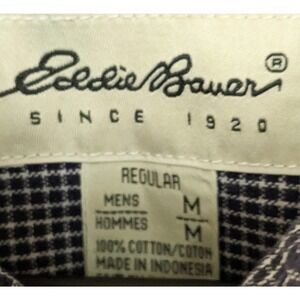 Eddie Bauer®
SINCE 1920
REGULAR
MENS M
HOMMES M
100% COTTON/COTON
MADE IN INDONESIA